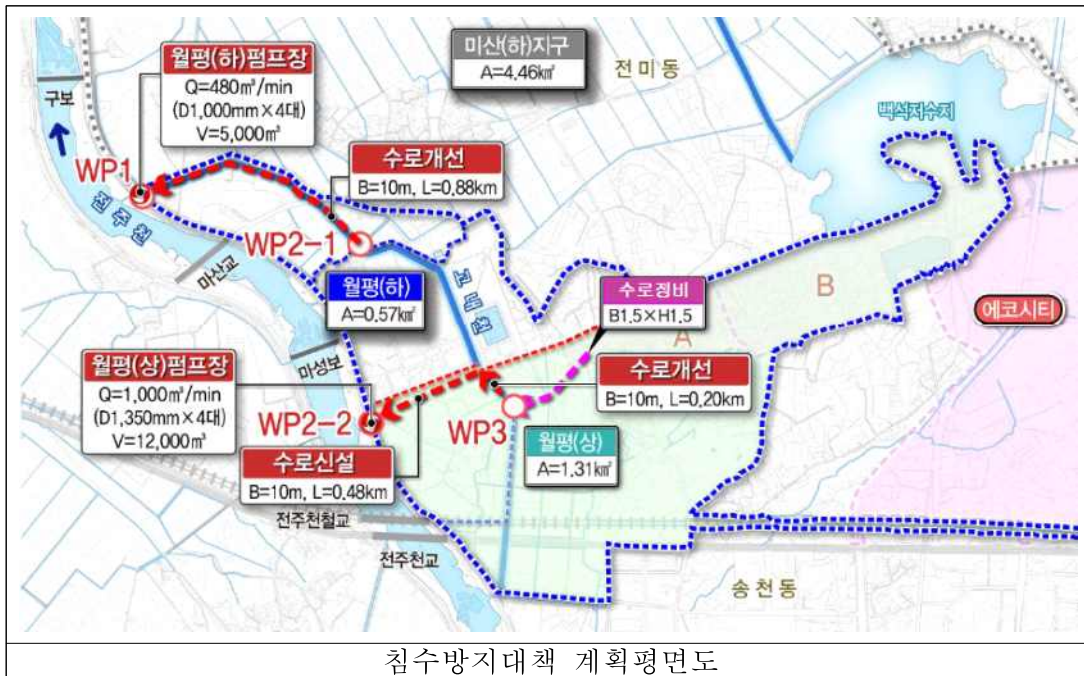 월평(하)펌프장
Q=480㎥/min
(D1,000mm×4대)
V=5,000㎥
미산(하)지구
A=4.46㎢
전미동
백석저수지
구보
수로개선
B=10m, L=0.88km
WP1
전주천
WP2-1
마산교
고내천
월평(하)
A=0.57㎢
수로정비
B1.5×H1.5
B
에코시티
A
마성보
월평(상)펌프장
Q=1,000㎥/min
(D1,350mm×4대)
V=12,000㎥
수로개선
B=10m, L=0.20km
WP2-2
WP3
월평(상)
A=1.31㎢
수로신설
B=10m, L=0.48km
전주천철교
전주천교
송천동
침수방지대책 계획평면도